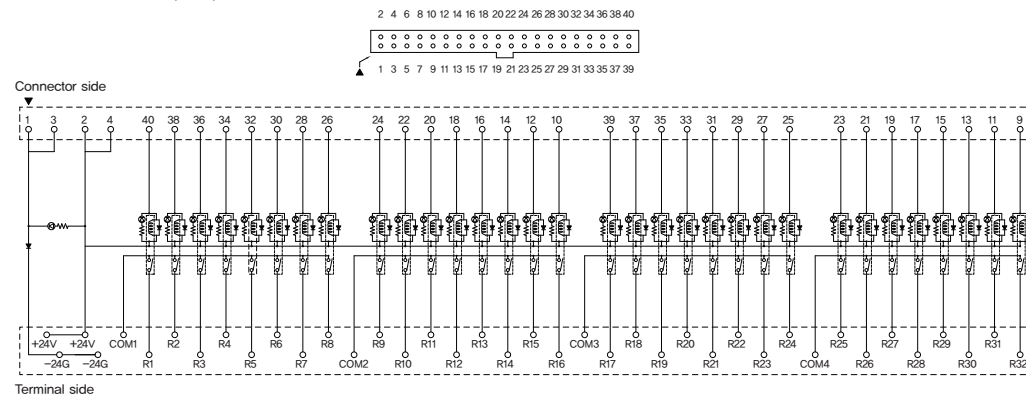 2 4 6 8 10 12 14 16 18 20 22 24 26 28 30 32 34 36 38 40
1 3 5 7 9 11 13 15 17 19 21 23 25 27 29 31 33 35 37 39
Connector side
1 3 2 4 40 38 36 34 32 30 28 26 24 22 20 18 16 14 12 10 39 37 35 33 31 29 27 25 23 21 19 17 15 13 11 9
+24V +24V COM1 R2 R4 R6 R8 R9 R11 R13 R15 COM3 R18 R20 R22 R24 R25 R27 R29 R31
−24G −24G R1 R3 R5 R7 COM2 R10 R12 R14 R16 R17 R19 R21 R23 COM4 R26 R28 R30 R32
Terminal side